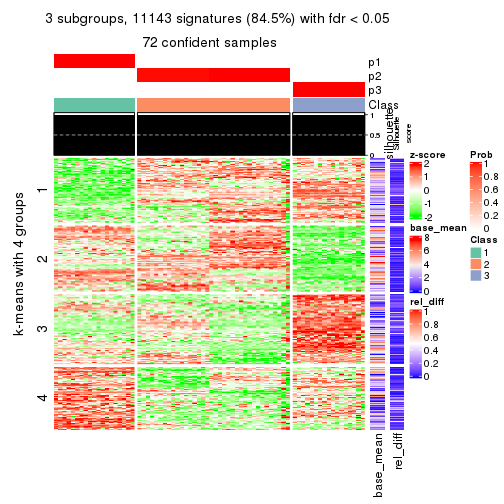 3 subgroups, 11143 signatures (84.5%) with fdr < 0.05
72 confident samples
p1
p2
p3
Class
1
0.5
0
silhouette
Silhouette
score
k-means with 4 groups
1
2
3
4
base_mean
rel_diff
z-score
2
1
0
-1
-2
base_mean
8
6
4
2
0
rel_diff
1
0.8
0.6
0.4
0.2
0
Prob
1
0.8
0.6
0.4
0.2
0
Class
1
2
3